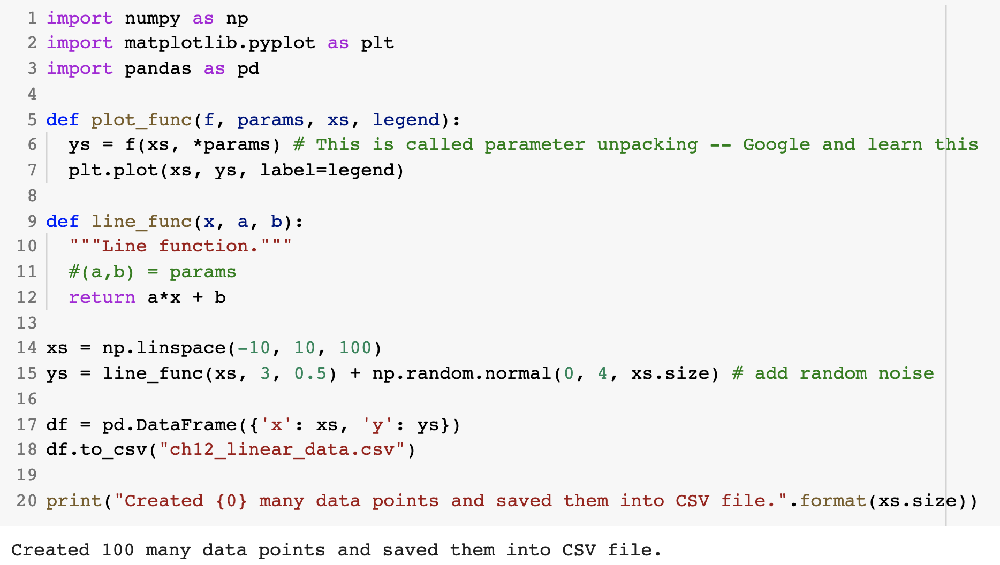 1 import numpy as np
2 import matplotlib.pyplot as plt
3 import pandas as pd
4
5 def plot_func(f, params, xs, legend):
6   ys = f(xs, *params) # This is called parameter unpacking -- Google and learn this
7   plt.plot(xs, ys, label=legend)
8
9 def line_func(x, a, b):
10   """Line function."""
11   #(a,b) = params
12   return a*x + b
13
14 xs = np.linspace(-10, 10, 100)
15 ys = line_func(xs, 3, 0.5) + np.random.normal(0, 4, xs.size) # add random noise
16
17 df = pd.DataFrame({'x': xs, 'y': ys})
18 df.to_csv("ch12_linear_data.csv")
19
20 print("Created {0} many data points and saved them into CSV file.".format(xs.size))
Created 100 many data points and saved them into CSV file.